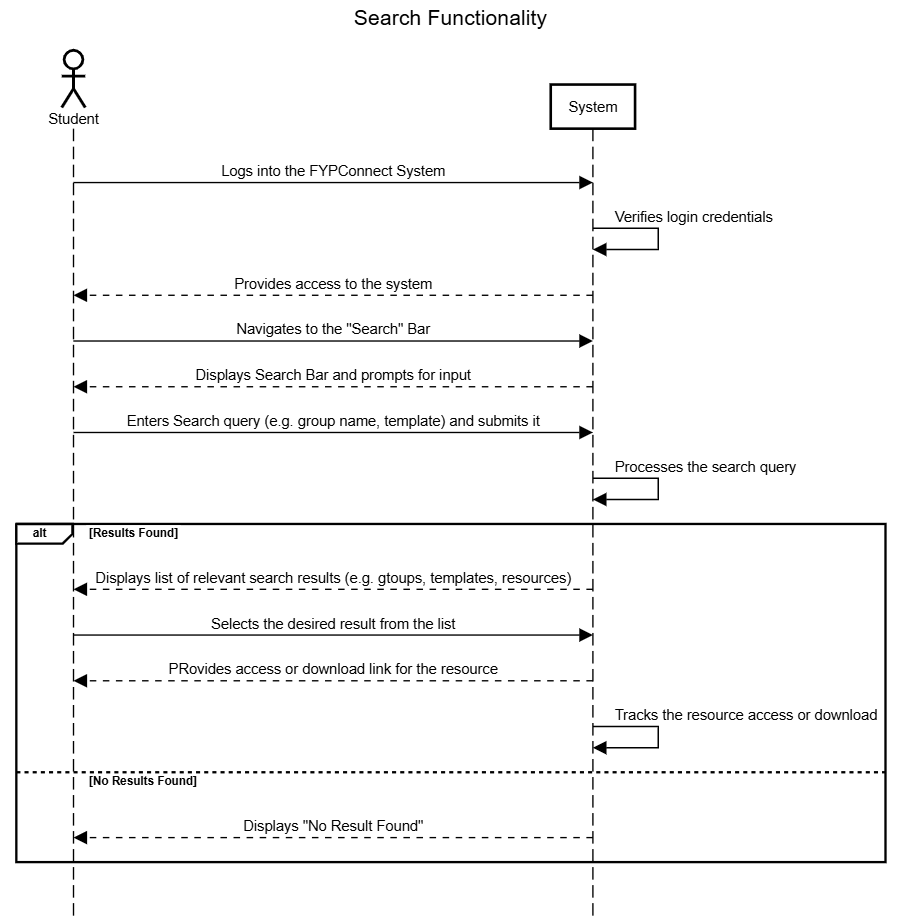 Search Functionality
Student
System
Logs into the FYPConnect System
Verifies login credentials
Provides access to the system
Navigates to the "Search" Bar
Displays Search Bar and prompts for input
Enters Search query (e.g. group name, template) and submits it
Processes the search query
alt
[Results Found]
Displays list of relevant search results (e.g. gtoups, templates, resources)
Selects the desired result from the list
PRovides access or download link for the resource
Tracks the resource access or download
[No Results Found]
Displays "No Result Found"